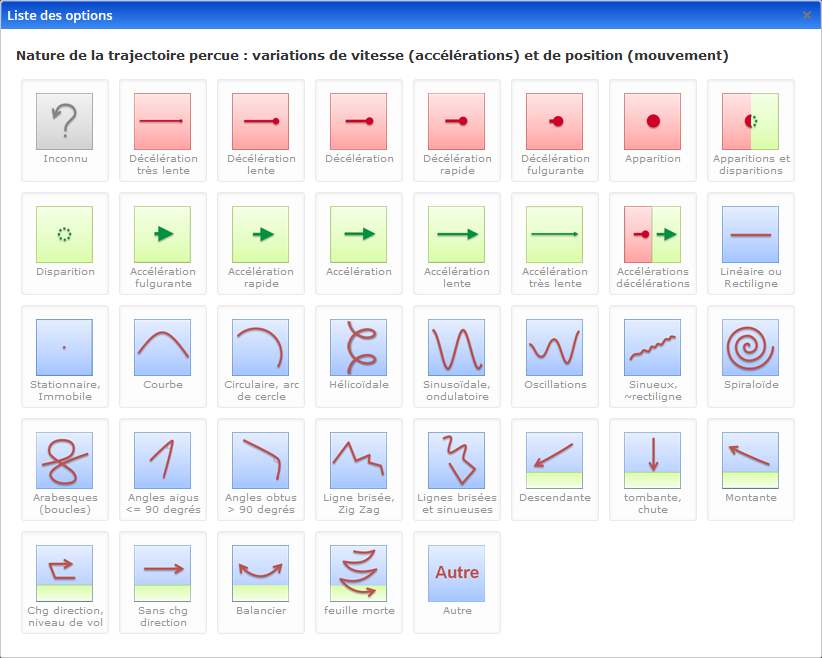 Liste des options
Nature de la trajectoire percue : variations de vitesse (accélérations) et de position (mouvement)
Inconnu
Décélération
très lente
Décélération
lente
Décélération
Décélération
rapide
Décélération
fulgurante
Apparition
Apparitions et
disparitions
Disparition
Accélération
fulgurante
Accélération
rapide
Accélération
Accélération
lente
Accélération
très lente
Accélérations
décélérations
Linéaire ou
Rectiligne
Stationnaire,
Immobile
Courbe
Circulaire, arc
de cercle
Hélicoïdale
Sinusoïdale,
ondulatoire
Oscillations
Sinueux,
~rectiligne
Spiraloïde
Arabesques
(boucles)
Angles aigus
<= 90 degrés
Angles obtus
> 90 degrés
Ligne brisée,
Zig Zag
Lignes brisées
et sinueuses
Descendante
tombante,
chute
Montante
Chg direction,
niveau de vol
Sans chg
direction
Balancier
feuille morte
Autre
Autre